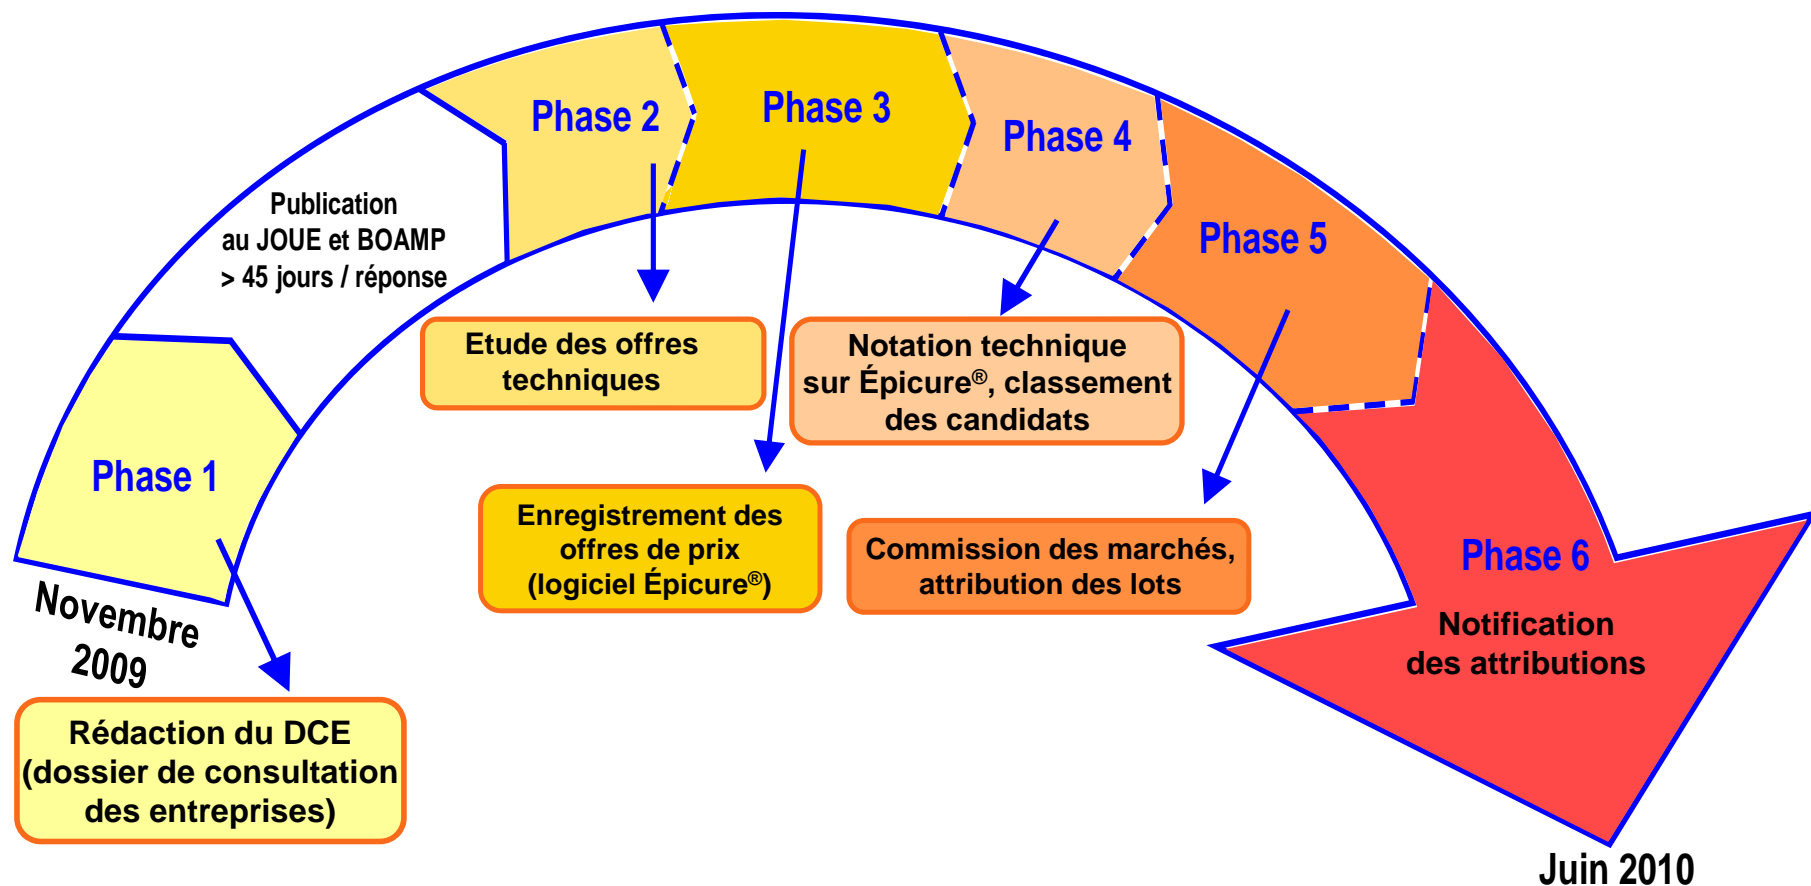 Phase 1
Novembre
2009
Rédaction du DCE
(dossier de consultation
des entreprises)
Publication
au JOUE et BOAMP
> 45 jours / réponse
Phase 2
Etude des offres
techniques
Phase 3
Enregistrement des
offres de prix
(logiciel Épicure®)
Phase 4
Notation technique
sur Épicure®, classement
des candidats
Phase 5
Commission des marchés,
attribution des lots
Phase 6
Notification
des attributions
Juin 2010